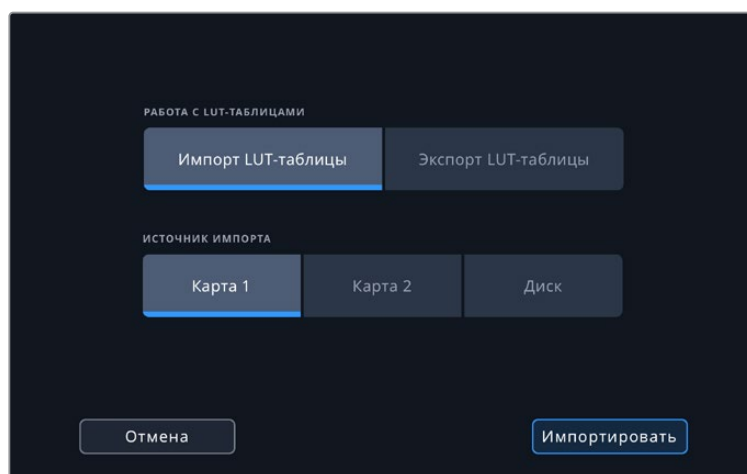 РАБОТА С LUT-ТАБЛИЦАМИ
Импорт LUT-таблицы Экспорт LUT-таблицы
ИСТОЧНИК ИМПОРТА
Карта 1 Карта 2 Диск
Отмена Импортировать